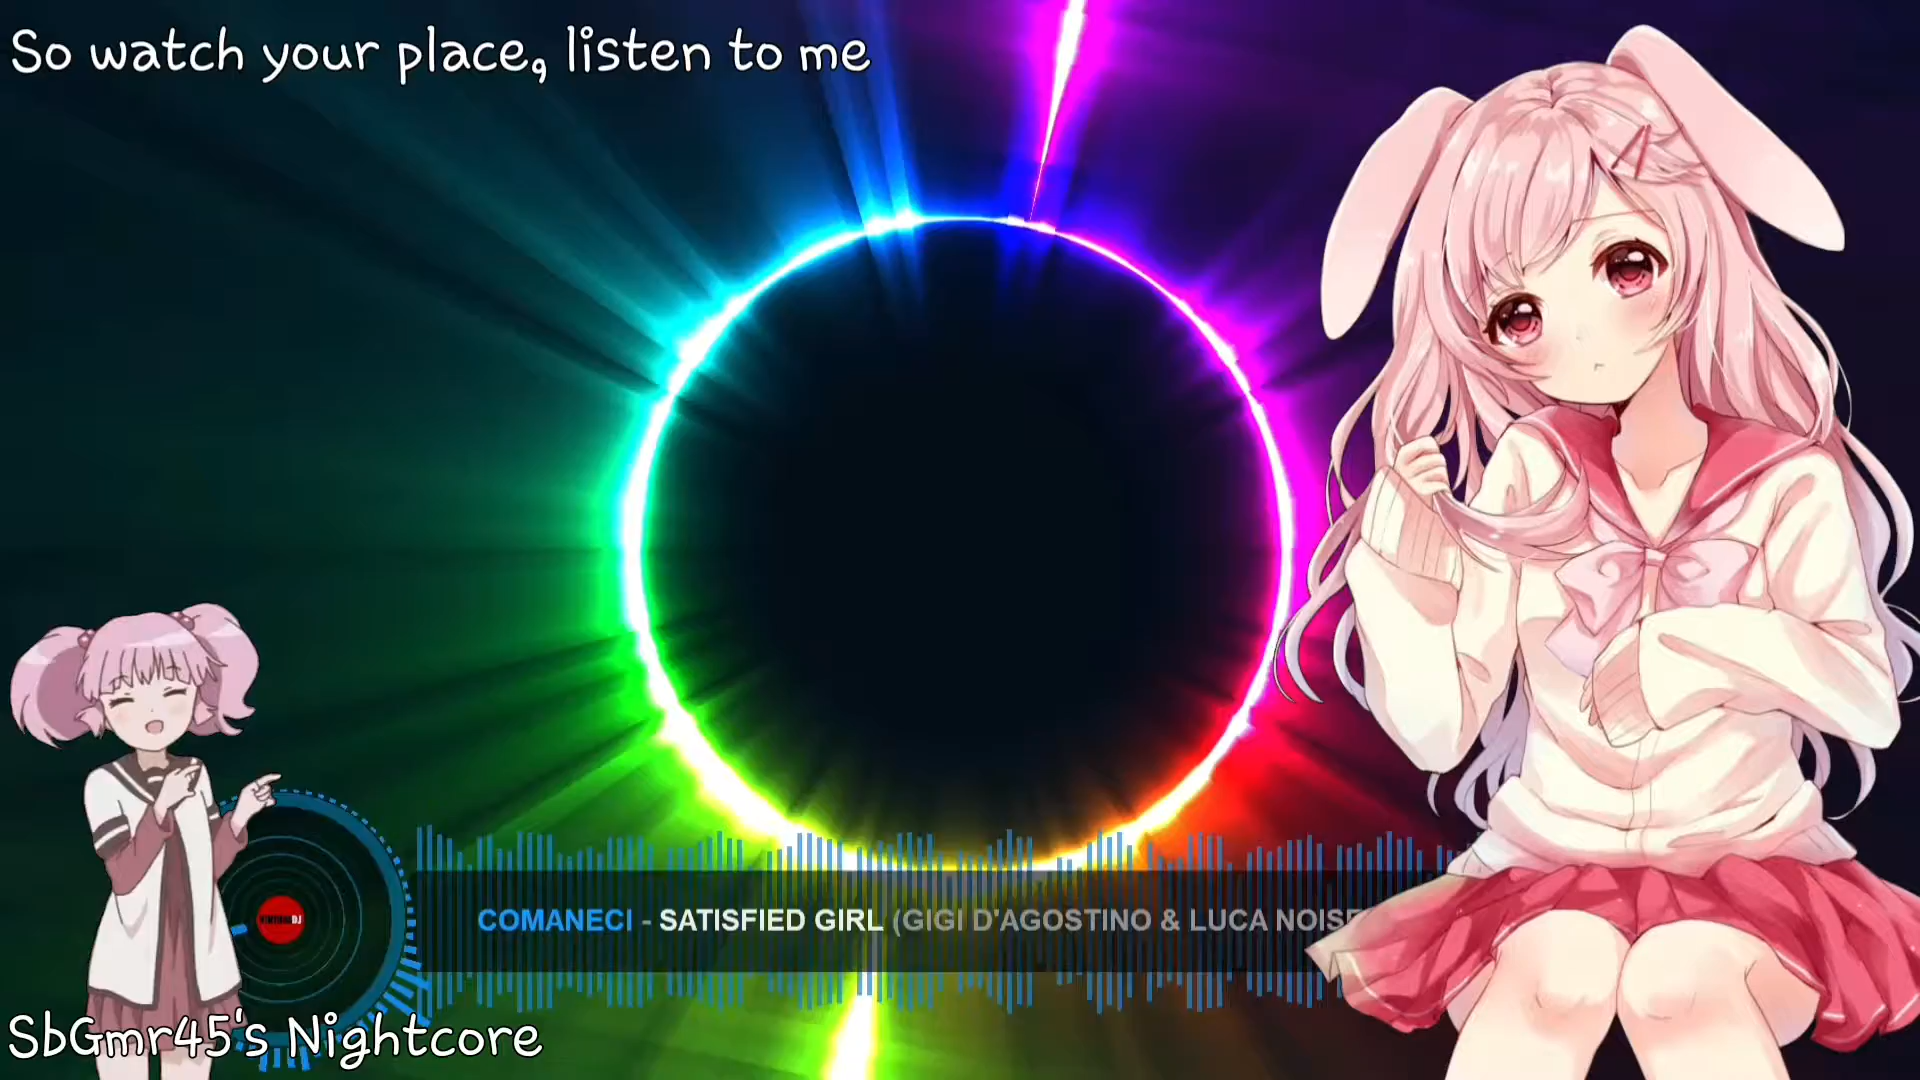 So watch your place, listen to me
COMANECI - SATISFIED GIRL (GIGI D'AGOSTINO & LUCA NOISE
SbGmr45's Nightcore